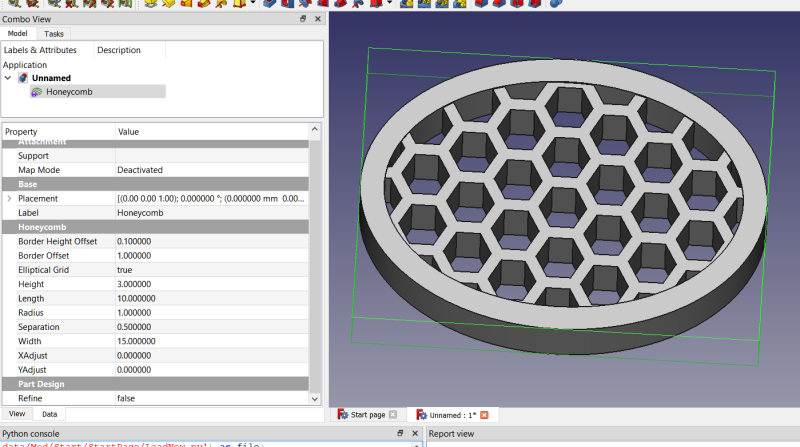 Combo View
Model Tasks
Labels & Attributes Description
Application
Unnamed
Honeycomb
Property Value
Attachment
Support
Map Mode Deactivated
Base
Placement [(0.00 0.00 1.00); 0.000000 °; (0.000000 mm 0.00...
Label Honeycomb
Honeycomb
Border Height Offset 0.100000
Border Offset 1.000000
Elliptical Grid true
Height 3.000000
Length 10.000000
Radius 1.000000
Separation 0.500000
Width 15.000000
XAdjust 0.000000
YAdjust 0.000000
Part Design
Refine false
View Data
Start page Unnamed : 1*
Python console Report view
data/Mod/Start/StartPage/LoadNew.py') as file: